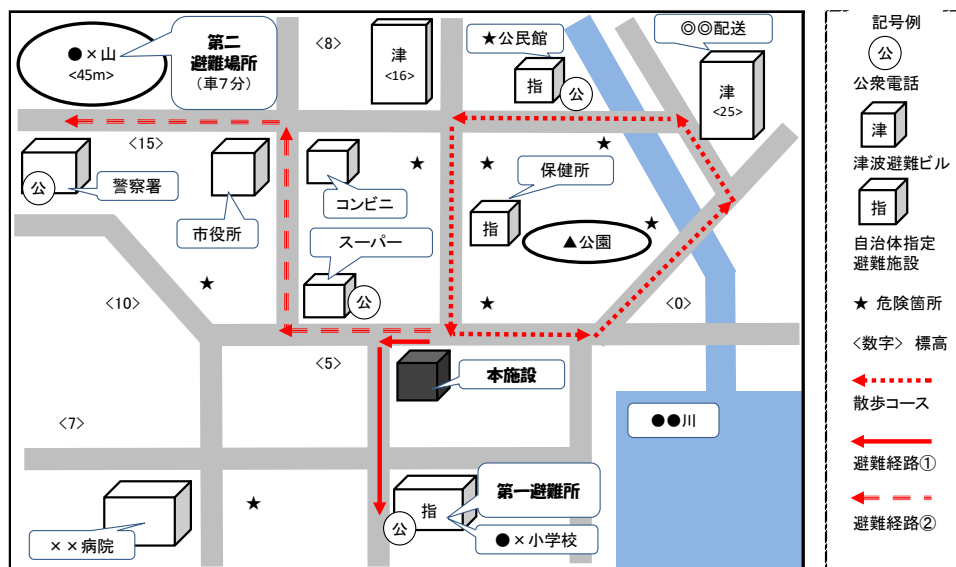 ●×山
<45m>
第二
避難場所
(車7分)
<8>
津
<16>
★公民館
指
公
◎◎配送
津
<25>
<15>
公
警察署
市役所
コンビニ
★
★
★
保健所
指
▲公園
★
スーパー
公
★
<10>
★
<0>
<5>
本施設
<7>
●●川
★
××病院
公
指
第一避難所
●×小学校
記号例
公
公衆電話
津
津波避難ビル
指
自治体指定
避難施設
★ 危険箇所
<数字> 標高
散歩コース
避難経路①
避難経路②